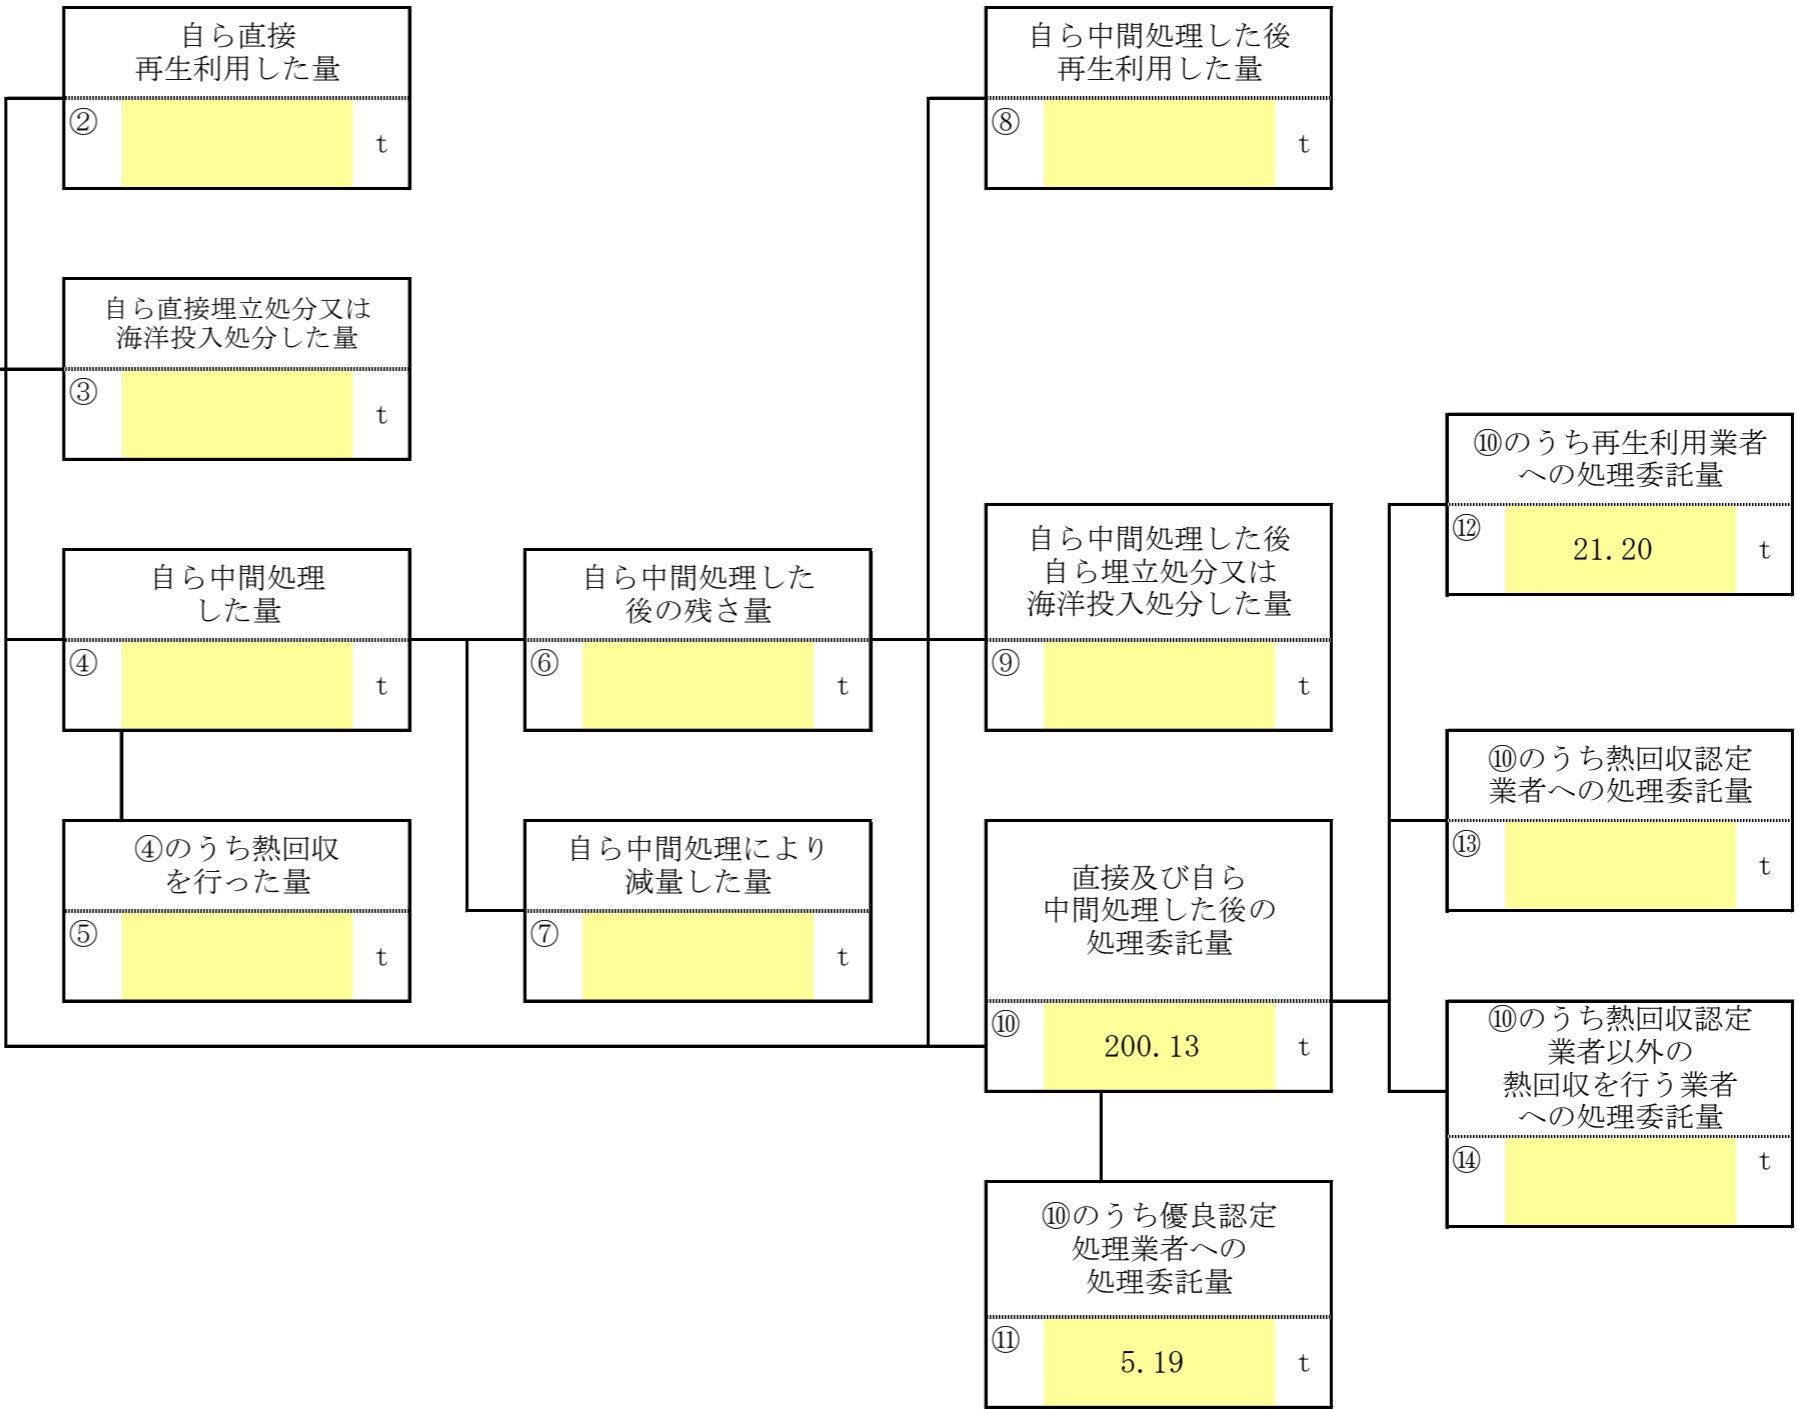 自ら直接
再生利用した量
②
t
自ら中間処理した後
再生利用した量
⑧
t
自ら直接埋立処分又は
海洋投入処分した量
③
t
⑩のうち再生利用業者
への処理委託量
⑫
21.20
t
自ら中間処理
した量
④
t
自ら中間処理した
後の残さ量
⑥
t
自ら中間処理した後
自ら埋立処分又は
海洋投入処分した量
⑨
t
⑩のうち熱回収認定
業者への処理委託量
⑬
t
④のうち熱回収
を行った量
⑤
t
自ら中間処理により
減量した量
⑦
t
直接及び自ら
中間処理した後の
処理委託量
⑩
200.13
t
⑩のうち熱回収認定
業者以外の
熱回収を行う業者
への処理委託量
⑭
t
⑩のうち優良認定
処理業者への
処理委託量
⑪
5.19
t